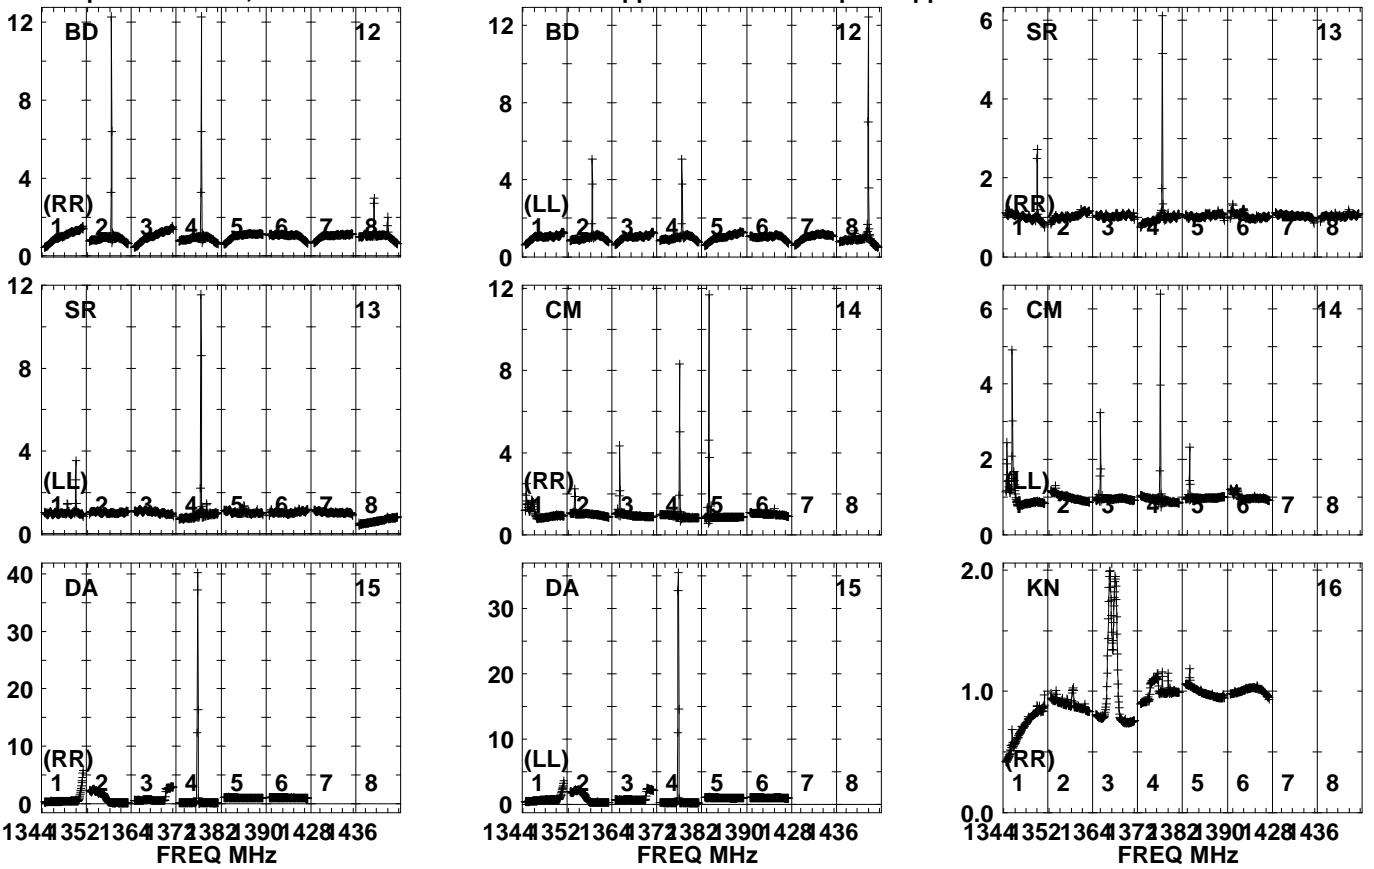 12 BD 12
8
4
(RR)
0 1 2 3 4 5 6 7 8
12 BD 12
8
4
(LL)
0 1 2 3 4 5 6 7 8
6 SR 13
4
2
(RR)
0 1 2 3 4 5 6 7 8
12 SR 13
8
4
(LL)
0 1 2 3 4 5 6 7 8
12 CM 14
8
4
(RR)
0 1 2 3 4 5 6 7 8
6 CM 14
4
2
(LL)
0 1 2 3 4 5 6 7 8
40 DA 15
30
20
10
(RR)
0 1 2 3 4 5 6 7 8
1344 1352 1364 1372 1382 1390 1428 1436
FREQ MHz
DA 15
30
20
10
(LL)
0 1 2 3 4 5 6 7 8
1344 1352 1364 1372 1382 1390 1428 1436
FREQ MHz
2.0 KN 16
1.0
(RR)
0.0 1 2 3 4 5 6 7 8
1344 1352 1364 1372 1382 1390 1428 1436
FREQ MHz